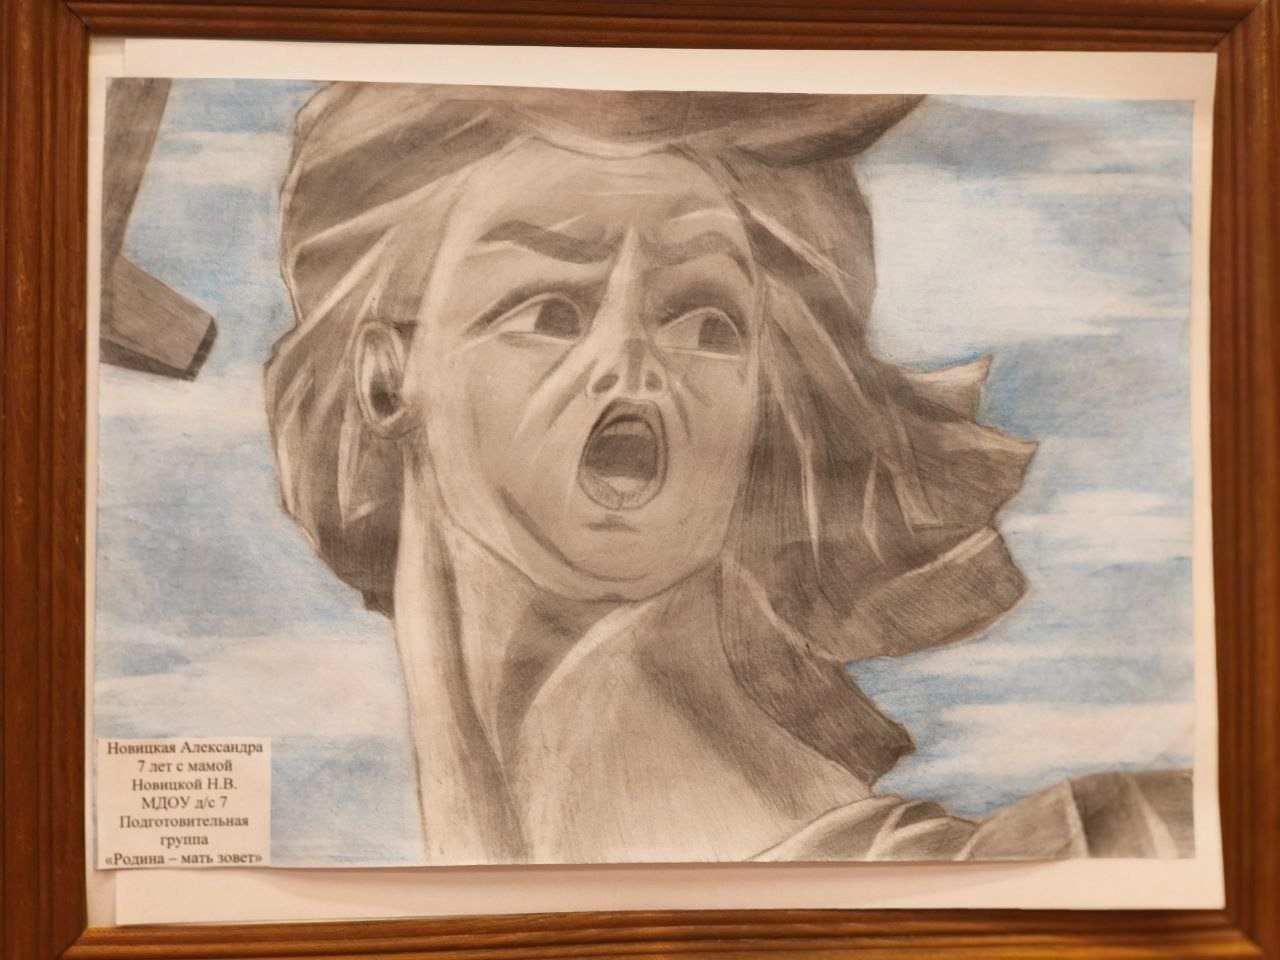 Новицкая Александра
7 лет с мамой
Новицкой Н.В.
МДОУ д/с 7
Подготовительная
группа
«Родина – мать зовет»